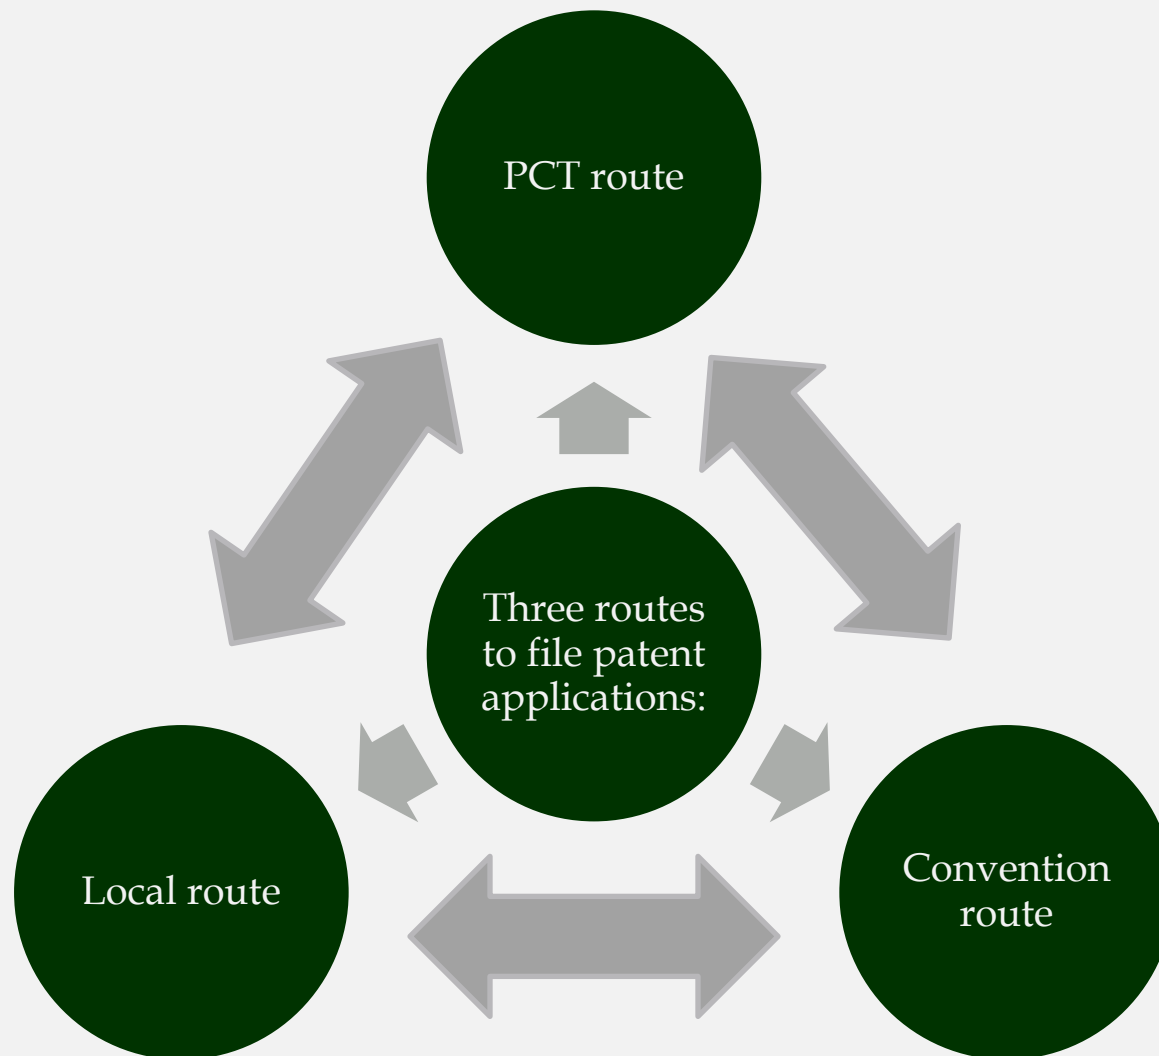 PCT route
Three routes
to file patent
applications:
Local route
Convention
route